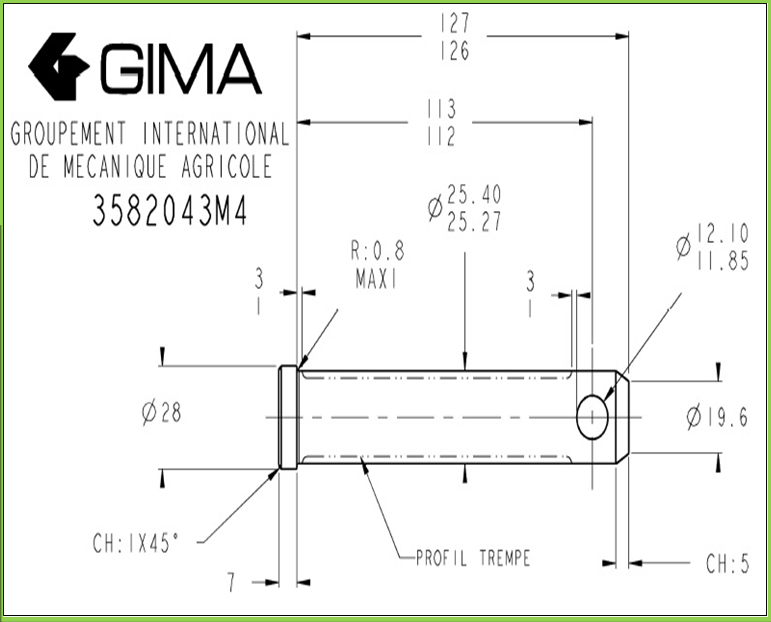 GIMA
GROUPEMENT INTERNATIONAL
DE MECANIQUE AGRICOLE
3582043M4
127
126
113
112
Ø25.40
25.27
Ø12.10
11.85
R:0.8
MAXI
3
1
3
1
Ø28
Ø19.6
CH:1X45°
PROFIL TREMPE
CH:5
7